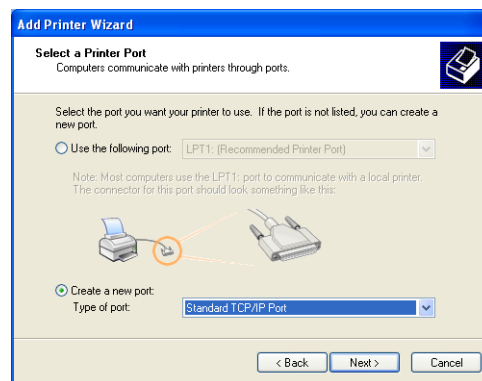 Add Printer Wizard
Select a Printer Port
Computers communicate with printers through ports.
Select the port you want your printer to use. If the port is not listed, you can create a
new port.
Use the following port: LPT1: (Recommended Printer Port)
Note: Most computers use the LPT1: port to communicate with a local printer.
The connector for this port should look something like this:
Create a new port:
Type of port: Standard TCP/IP Port
< Back Next > Cancel